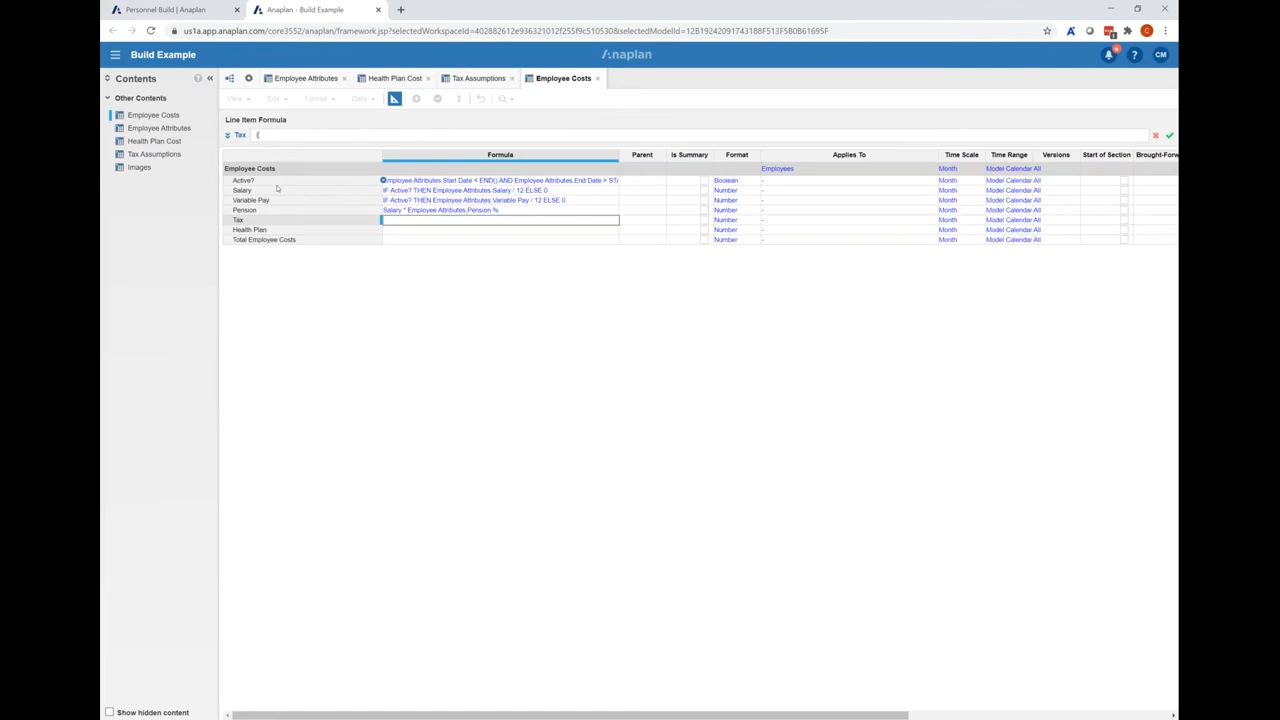 Personnel Build | Anaplan
Anaplan - Build Example
us1a.app.anaplan.com/core3552/anaplan/framework.jsp?selectedWorkspaceId=402882612e936321012f255f9c510530&selectedModelId=12B19242091743188F513F5B0B61695F
C
Build Example
/anaplan
?
CM
Contents
Employee Attributes
Health Plan Cost
Tax Assumptions
Employee Costs
Other Contents
View
Edit
Format
Data
Employee Costs
Employee Attributes
Health Plan Cost
Tax Assumptions
Images
Line Item Formula
Tax
(
Formula Parent Is Summary Format Applies To Time Scale Time Range Versions Start of Section Brought-Forw
Employee Costs Employees Month Model Calendar All
Active? Employee Attributes.Start Date < END() AND Employee Attributes.End Date > STA Boolean - Month Model Calendar All
Salary IF Active? THEN Employee Attributes.Salary / 12 ELSE 0 Number - Month Model Calendar All
Variable Pay IF Active? THEN Employee Attributes.Variable Pay / 12 ELSE 0 Number - Month Model Calendar All
Pension Salary * Employee Attributes.Pension % Number - Month Model Calendar All
Tax Number - Month Model Calendar All
Health Plan Number - Month Model Calendar All
Total Employee Costs Number - Month Model Calendar All
Show hidden content